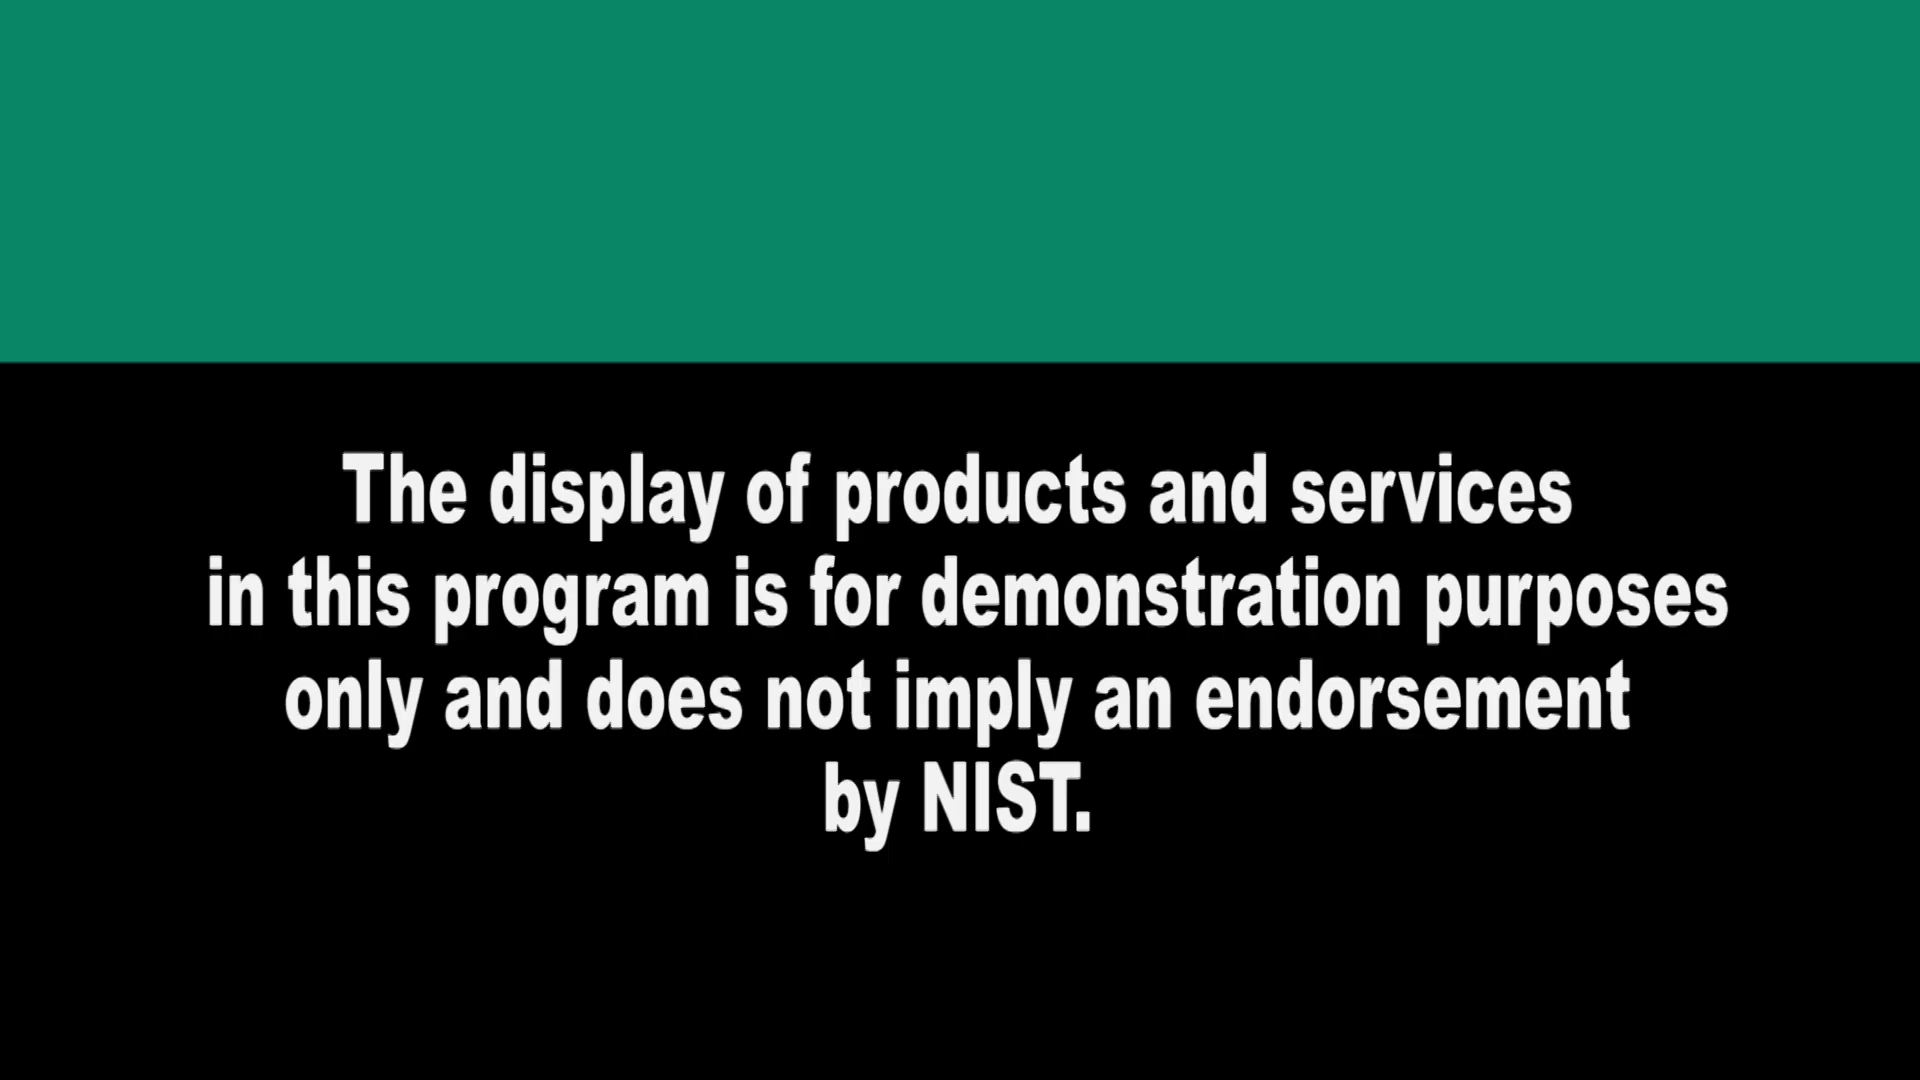 The display of products and services
in this program is for demonstration purposes
only and does not imply an endorsement
by NIST.